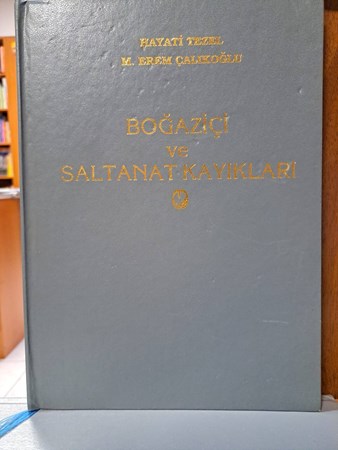 HAYATİ TEZEL
M. EREM ÇALIKOĞLU
BOĞAZİÇİ
ve
SALTANAT KAYIKLARI